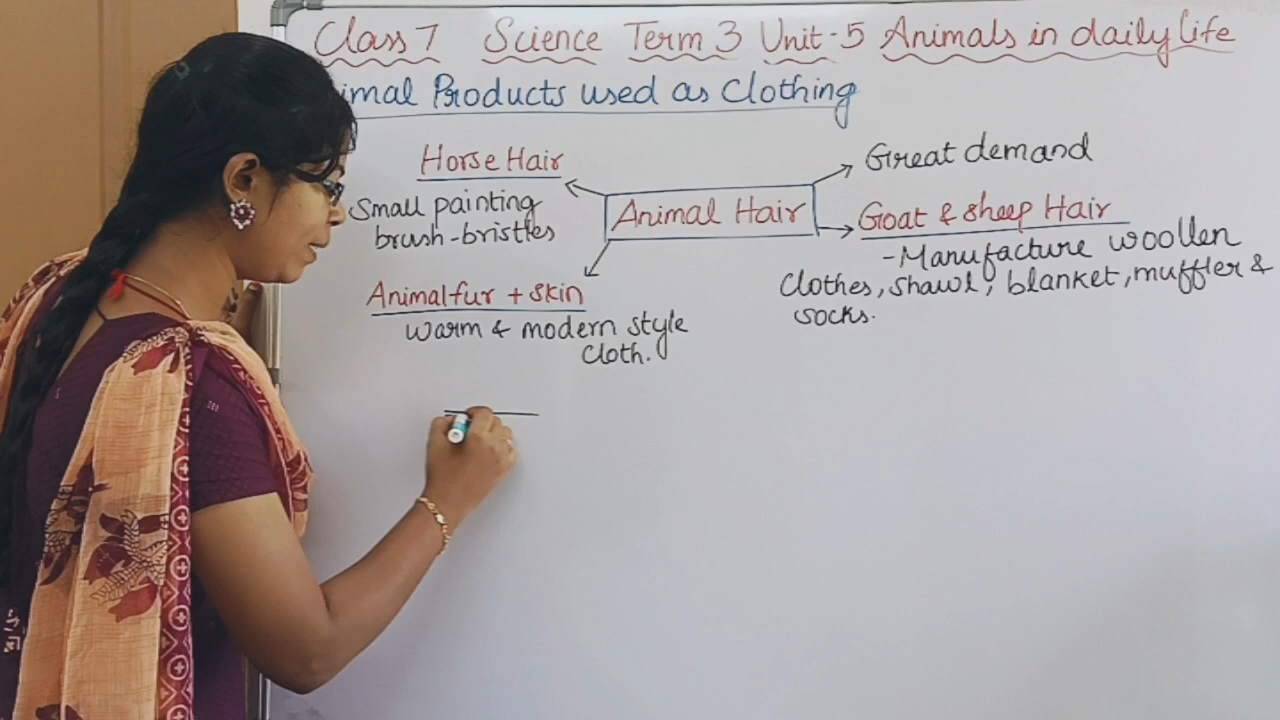 Class 7 Science Term 3 Unit-5 Animals in daily life
imal Products used as Clothing
Horse Hair
Small painting
brush-bristles
Animal Hair
Great demand
Goat & sheep Hair
-Manufacture woollen
Clothes, shawl, blanket, muffler &
socks.
Animal fur + skin
warm & modern style
cloth.